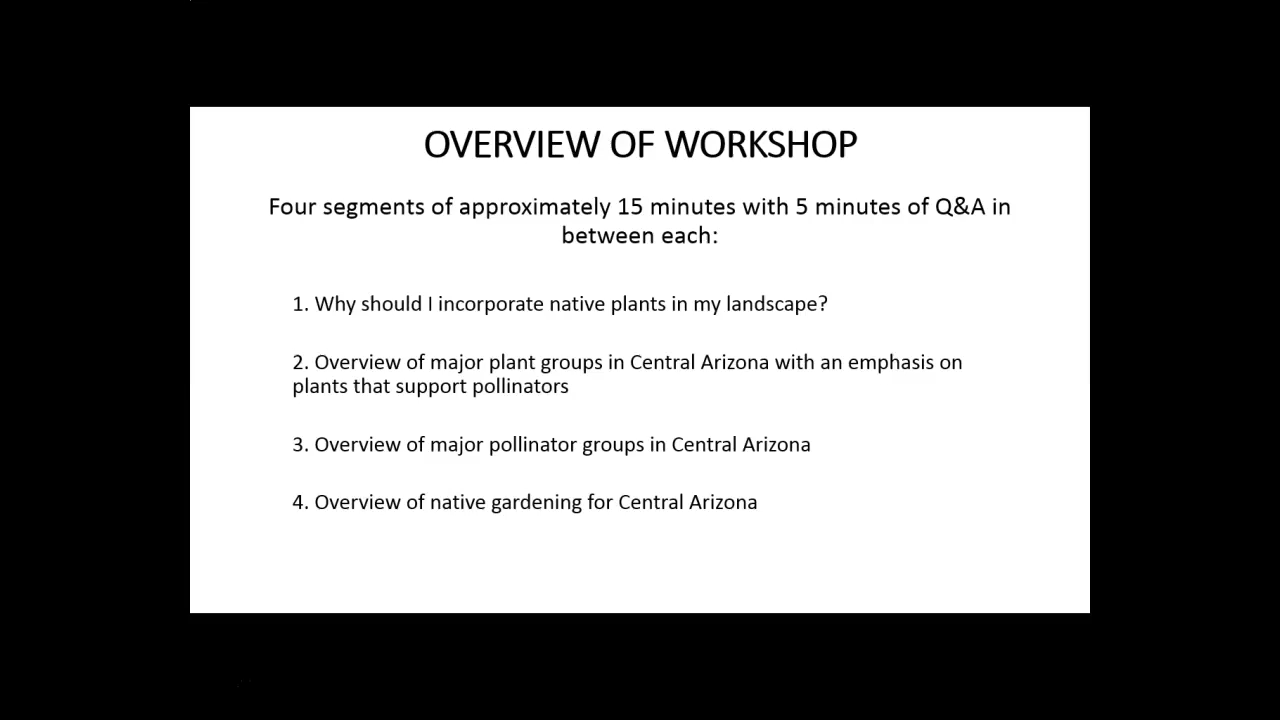 OVERVIEW OF WORKSHOP
Four segments of approximately 15 minutes with 5 minutes of Q&A in
between each:
1. Why should I incorporate native plants in my landscape?
2. Overview of major plant groups in Central Arizona with an emphasis on
plants that support pollinators
3. Overview of major pollinator groups in Central Arizona
4. Overview of native gardening for Central Arizona